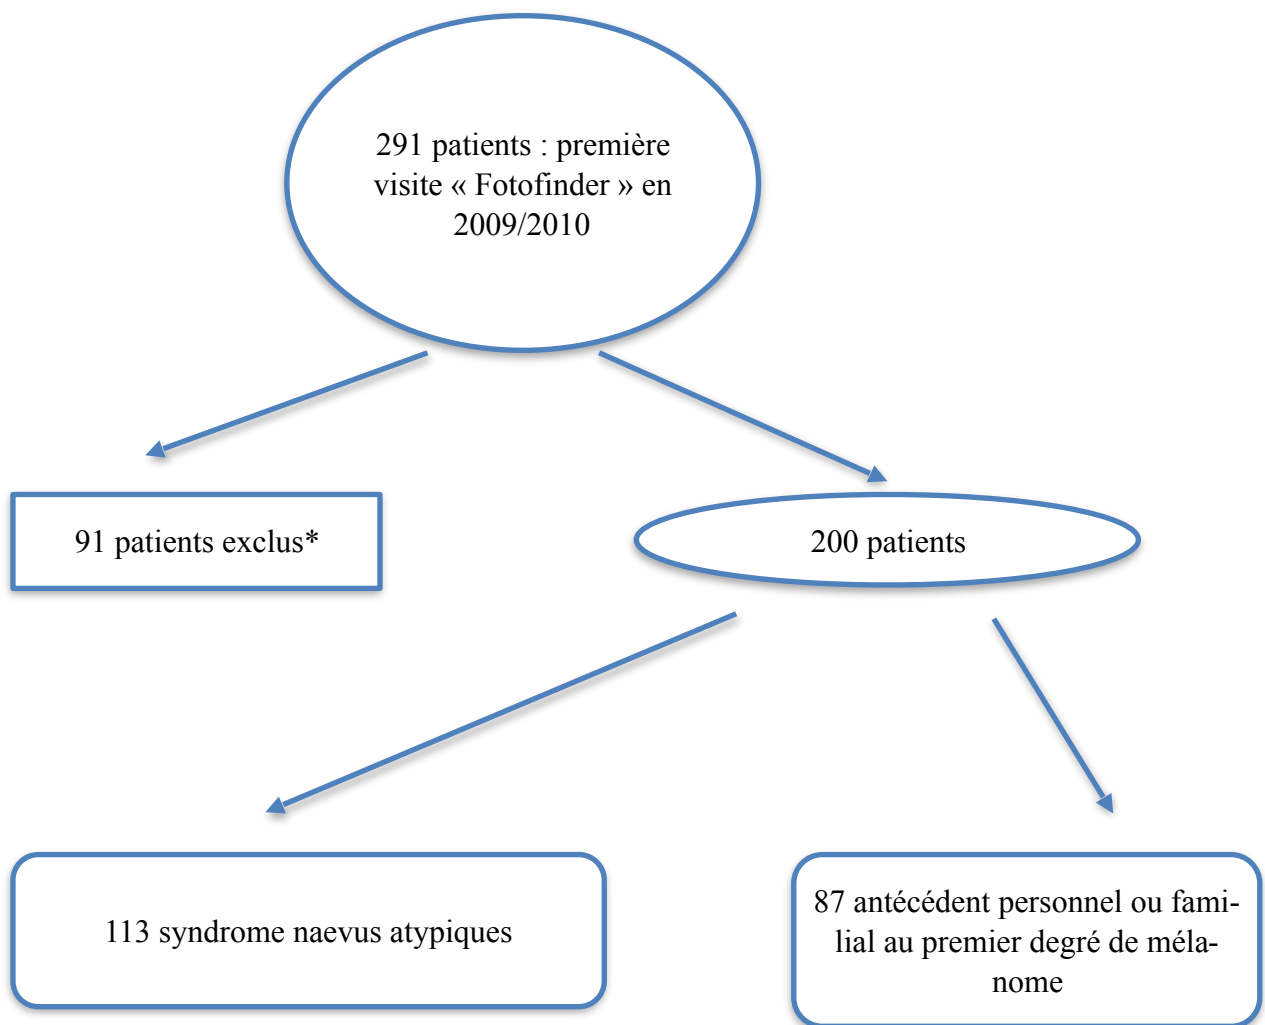 291 patients : première
visite « Fotofinder » en
2009/2010
91 patients exclus*
200 patients
113 syndrome naevus atypiques
87 antécédent personnel ou fami-
lial au premier degré de méla-
nome